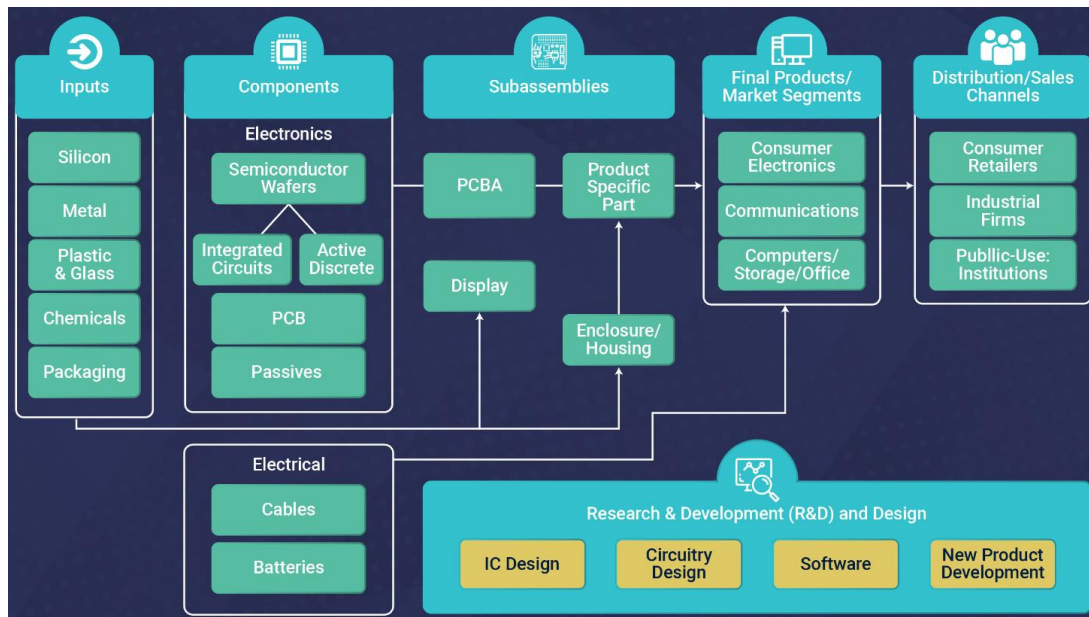 Inputs
Components
Subassemblies
Final Products/
Market Segments
Distribution/Sales
Channels
Silicon
Metal
Plastic
& Glass
Chemicals
Packaging
Electronics
Semiconductor
Wafers
Integrated
Circuits
Active
Discrete
PCB
Passives
PCBA
Product
Specific
Part
Display
Enclosure/
Housing
Consumer
Electronics
Communications
Computers/
Storage/Office
Consumer
Retailers
Industrial
Firms
Publlic-Use:
Institutions
Electrical
Cables
Batteries
Research & Development (R&D) and Design
IC Design
Circuitry
Design
Software
New Product
Development